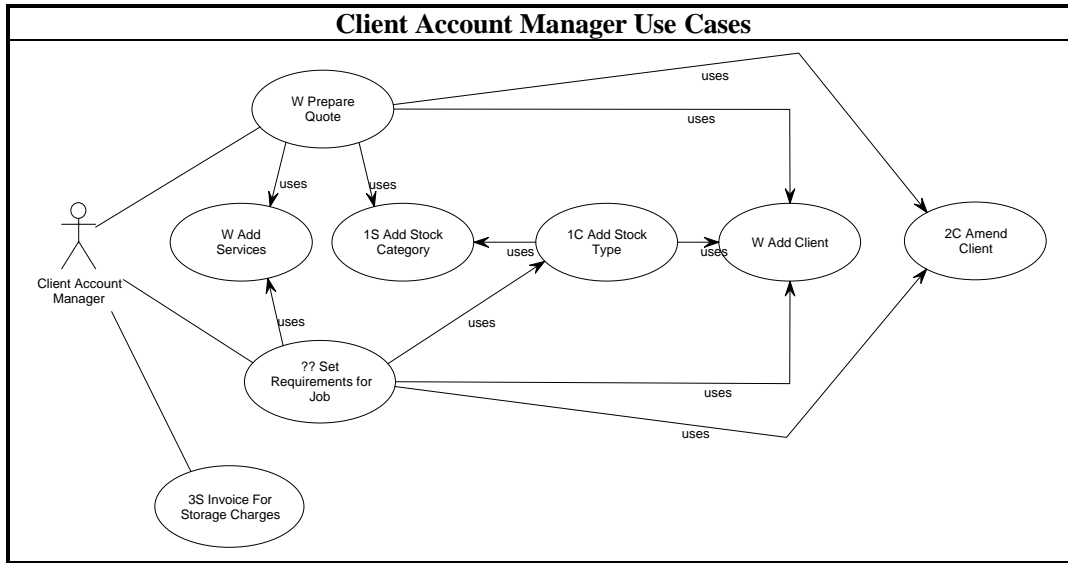 Client Account Manager Use Cases
uses
W Prepare
Quote
uses
uses
uses
W Add
Services
1S Add Stock
Category
uses
1C Add Stock
Type
uses
W Add Client
2C Amend
Client
Client Account
Manager
uses
uses
?? Set
Requirements for
Job
uses
uses
3S Invoice For
Storage Charges